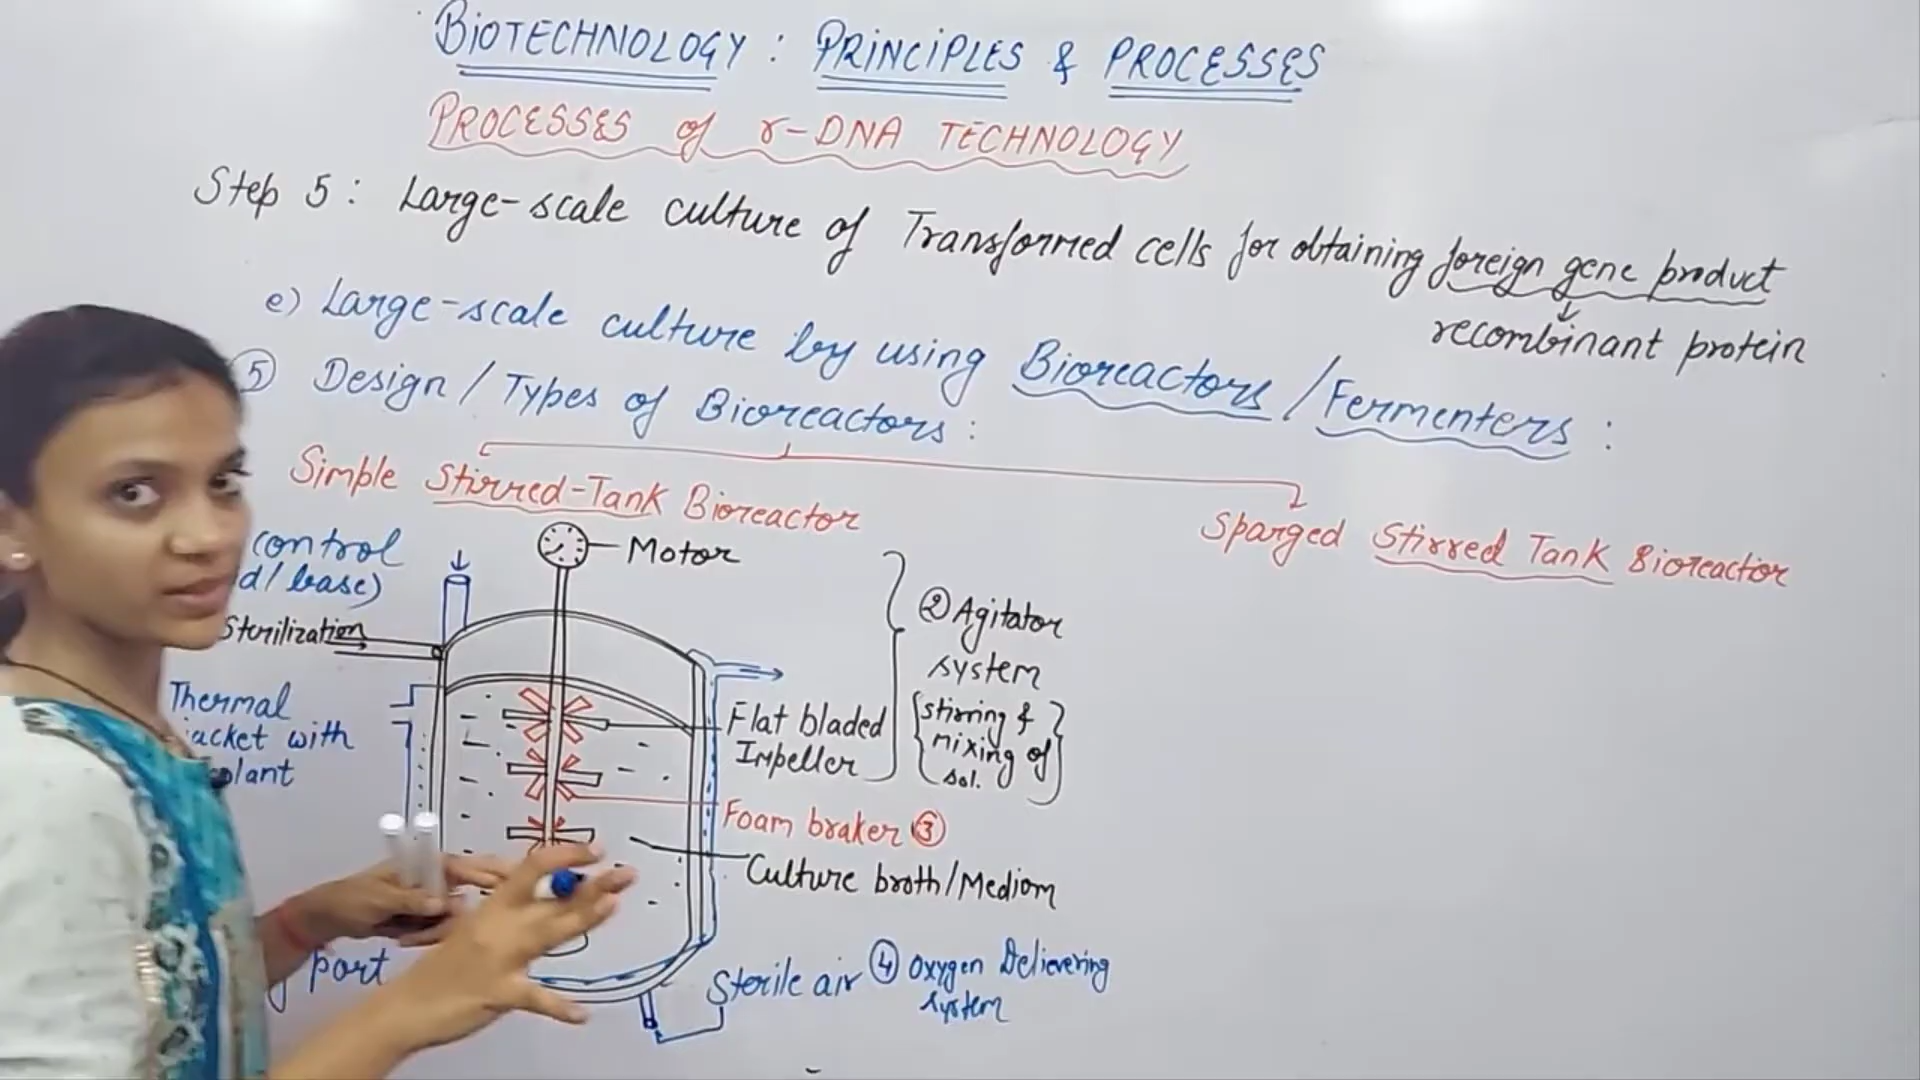 BIOTECHNOLOGY : PRINCIPLES & PROCESSES
PROCESSES of r-DNA TECHNOLOGY
Step 5: Large-scale culture of Transformed cells for obtaining foreign gene product
recombinant protein
e) Large-scale culture by using Bioreactors / Fermenters :
⑤ Design / Types of Bioreactors :
Simple Stirred-Tank Bioreactor
Sparged Stirred Tank Bioreactor
control
d/base)
Motor
Sterilization
② Agitator
system
{stirring &
mixing of
sol.}
Thermal
jacket with
Flat bladed
Impeller
Foam braker ③
Culture broth/Mediom
port
Sterile air ④ Oxygen Delievering
system